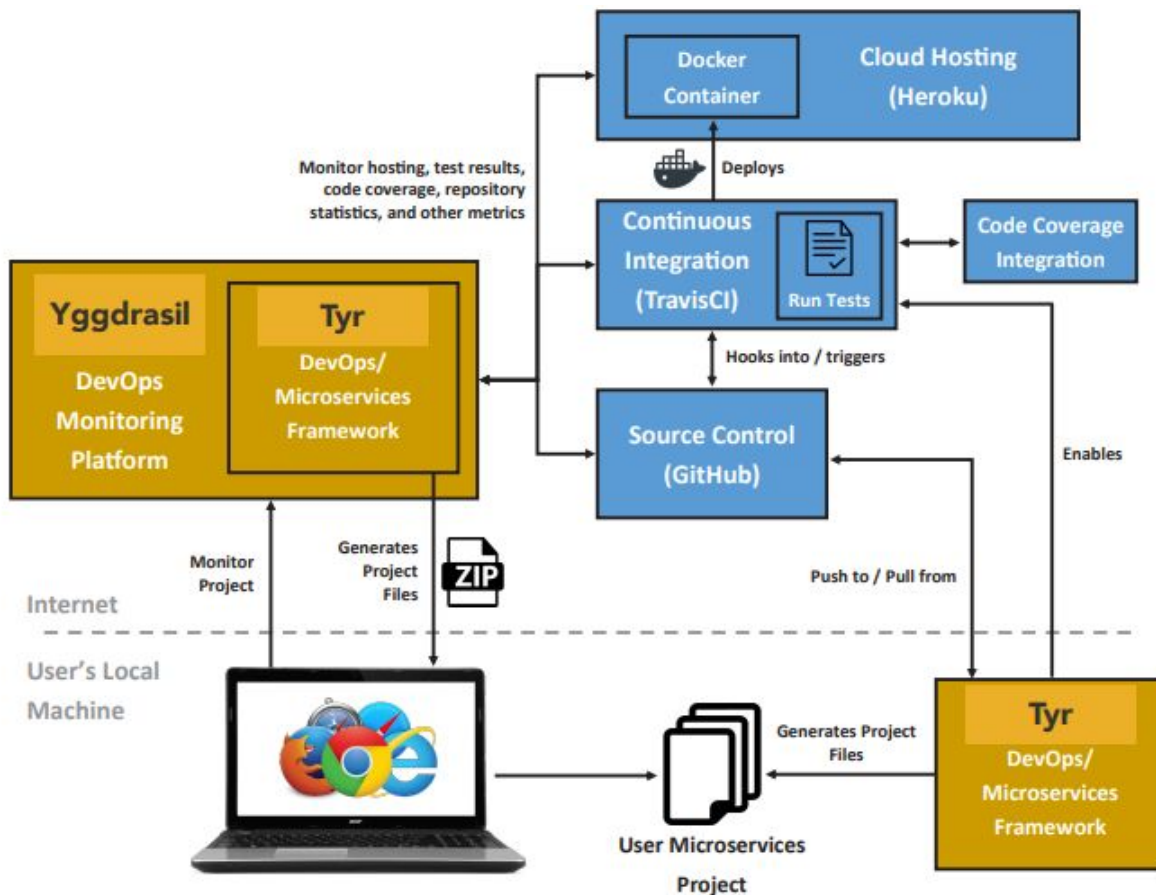 Docker
Container
Cloud Hosting
(Heroku)
Monitor hosting, test results,
code coverage, repository
statistics, and other metrics
Deploys
Continuous
Integration
(TravisCI)
Run Tests
Code Coverage
Integration
Yggdrasil
DevOps
Monitoring
Platform
Tyr
DevOps/
Microservices
Framework
Hooks into / triggers
Source Control
(GitHub)
Enables
Monitor
Project
Generates
Project
Files
ZIP
Push to / Pull from
Internet
User's Local
Machine
Generates Project
Files
Tyr
DevOps/
Microservices
Framework
User Microservices
Project